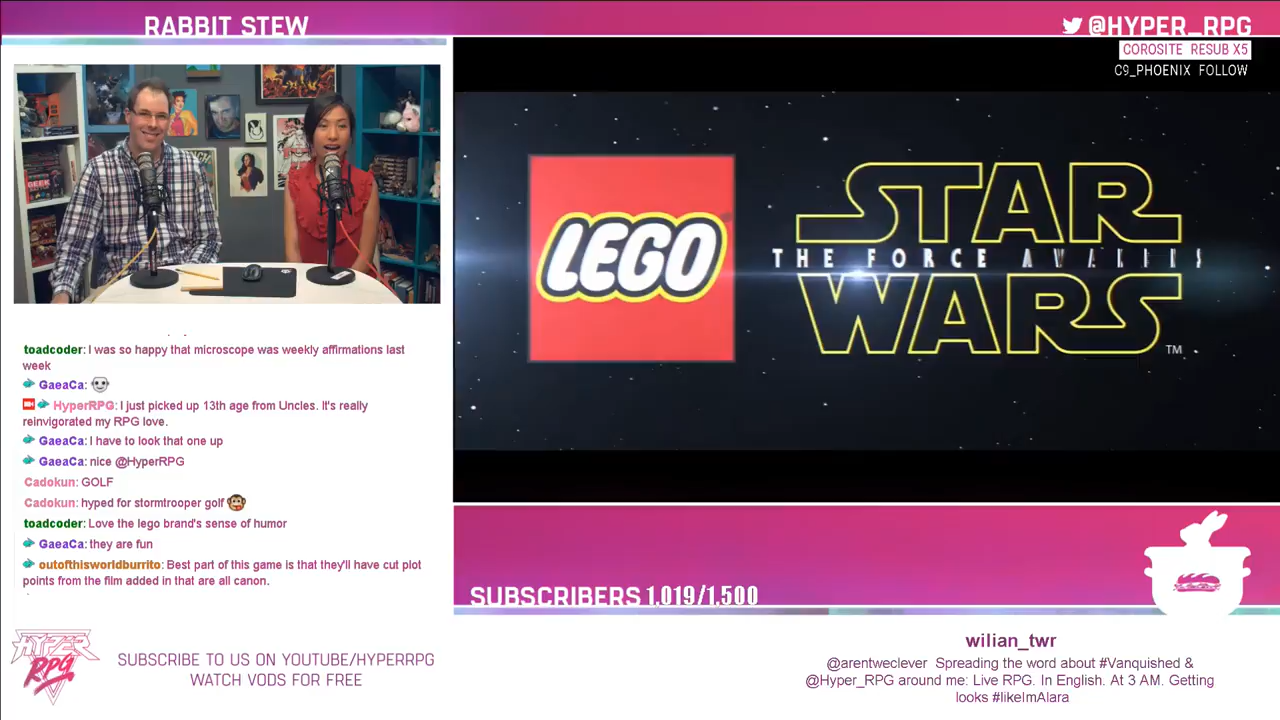 RABBIT STEW
@HYPER_RPG
COROSITE RESUB X5
C9_PHOENIX FOLLOW
LEGO
STAR
THE FORCE AWAKENS
WARS
TM
toadcoder: I was so happy that microscope was weekly affirmations last
week
GaeaCa:
HyperRPG: I just picked up 13th age from Uncles. It's really
reinvigorated my RPG love.
GaeaCa: I have to look that one up
GaeaCa: nice @HyperRPG
Cadokun: GOLF
Cadokun: hyped for stormtrooper golf
toadcoder: Love the lego brand's sense of humor
GaeaCa: they are fun
outofthisworldburrito: Best part of this game is that they'll have cut plot
points from the film added in that are all canon.
SUBSCRIBERS 1,019/1,500
HYPER
RPG
SUBSCRIBE TO US ON YOUTUBE/HYPERRPG
WATCH VODS FOR FREE
wilian_twr
@arentweclever Spreading the word about #Vanquished &
@Hyper_RPG around me: Live RPG. In English. At 3 AM. Getting
looks #likeImAlara